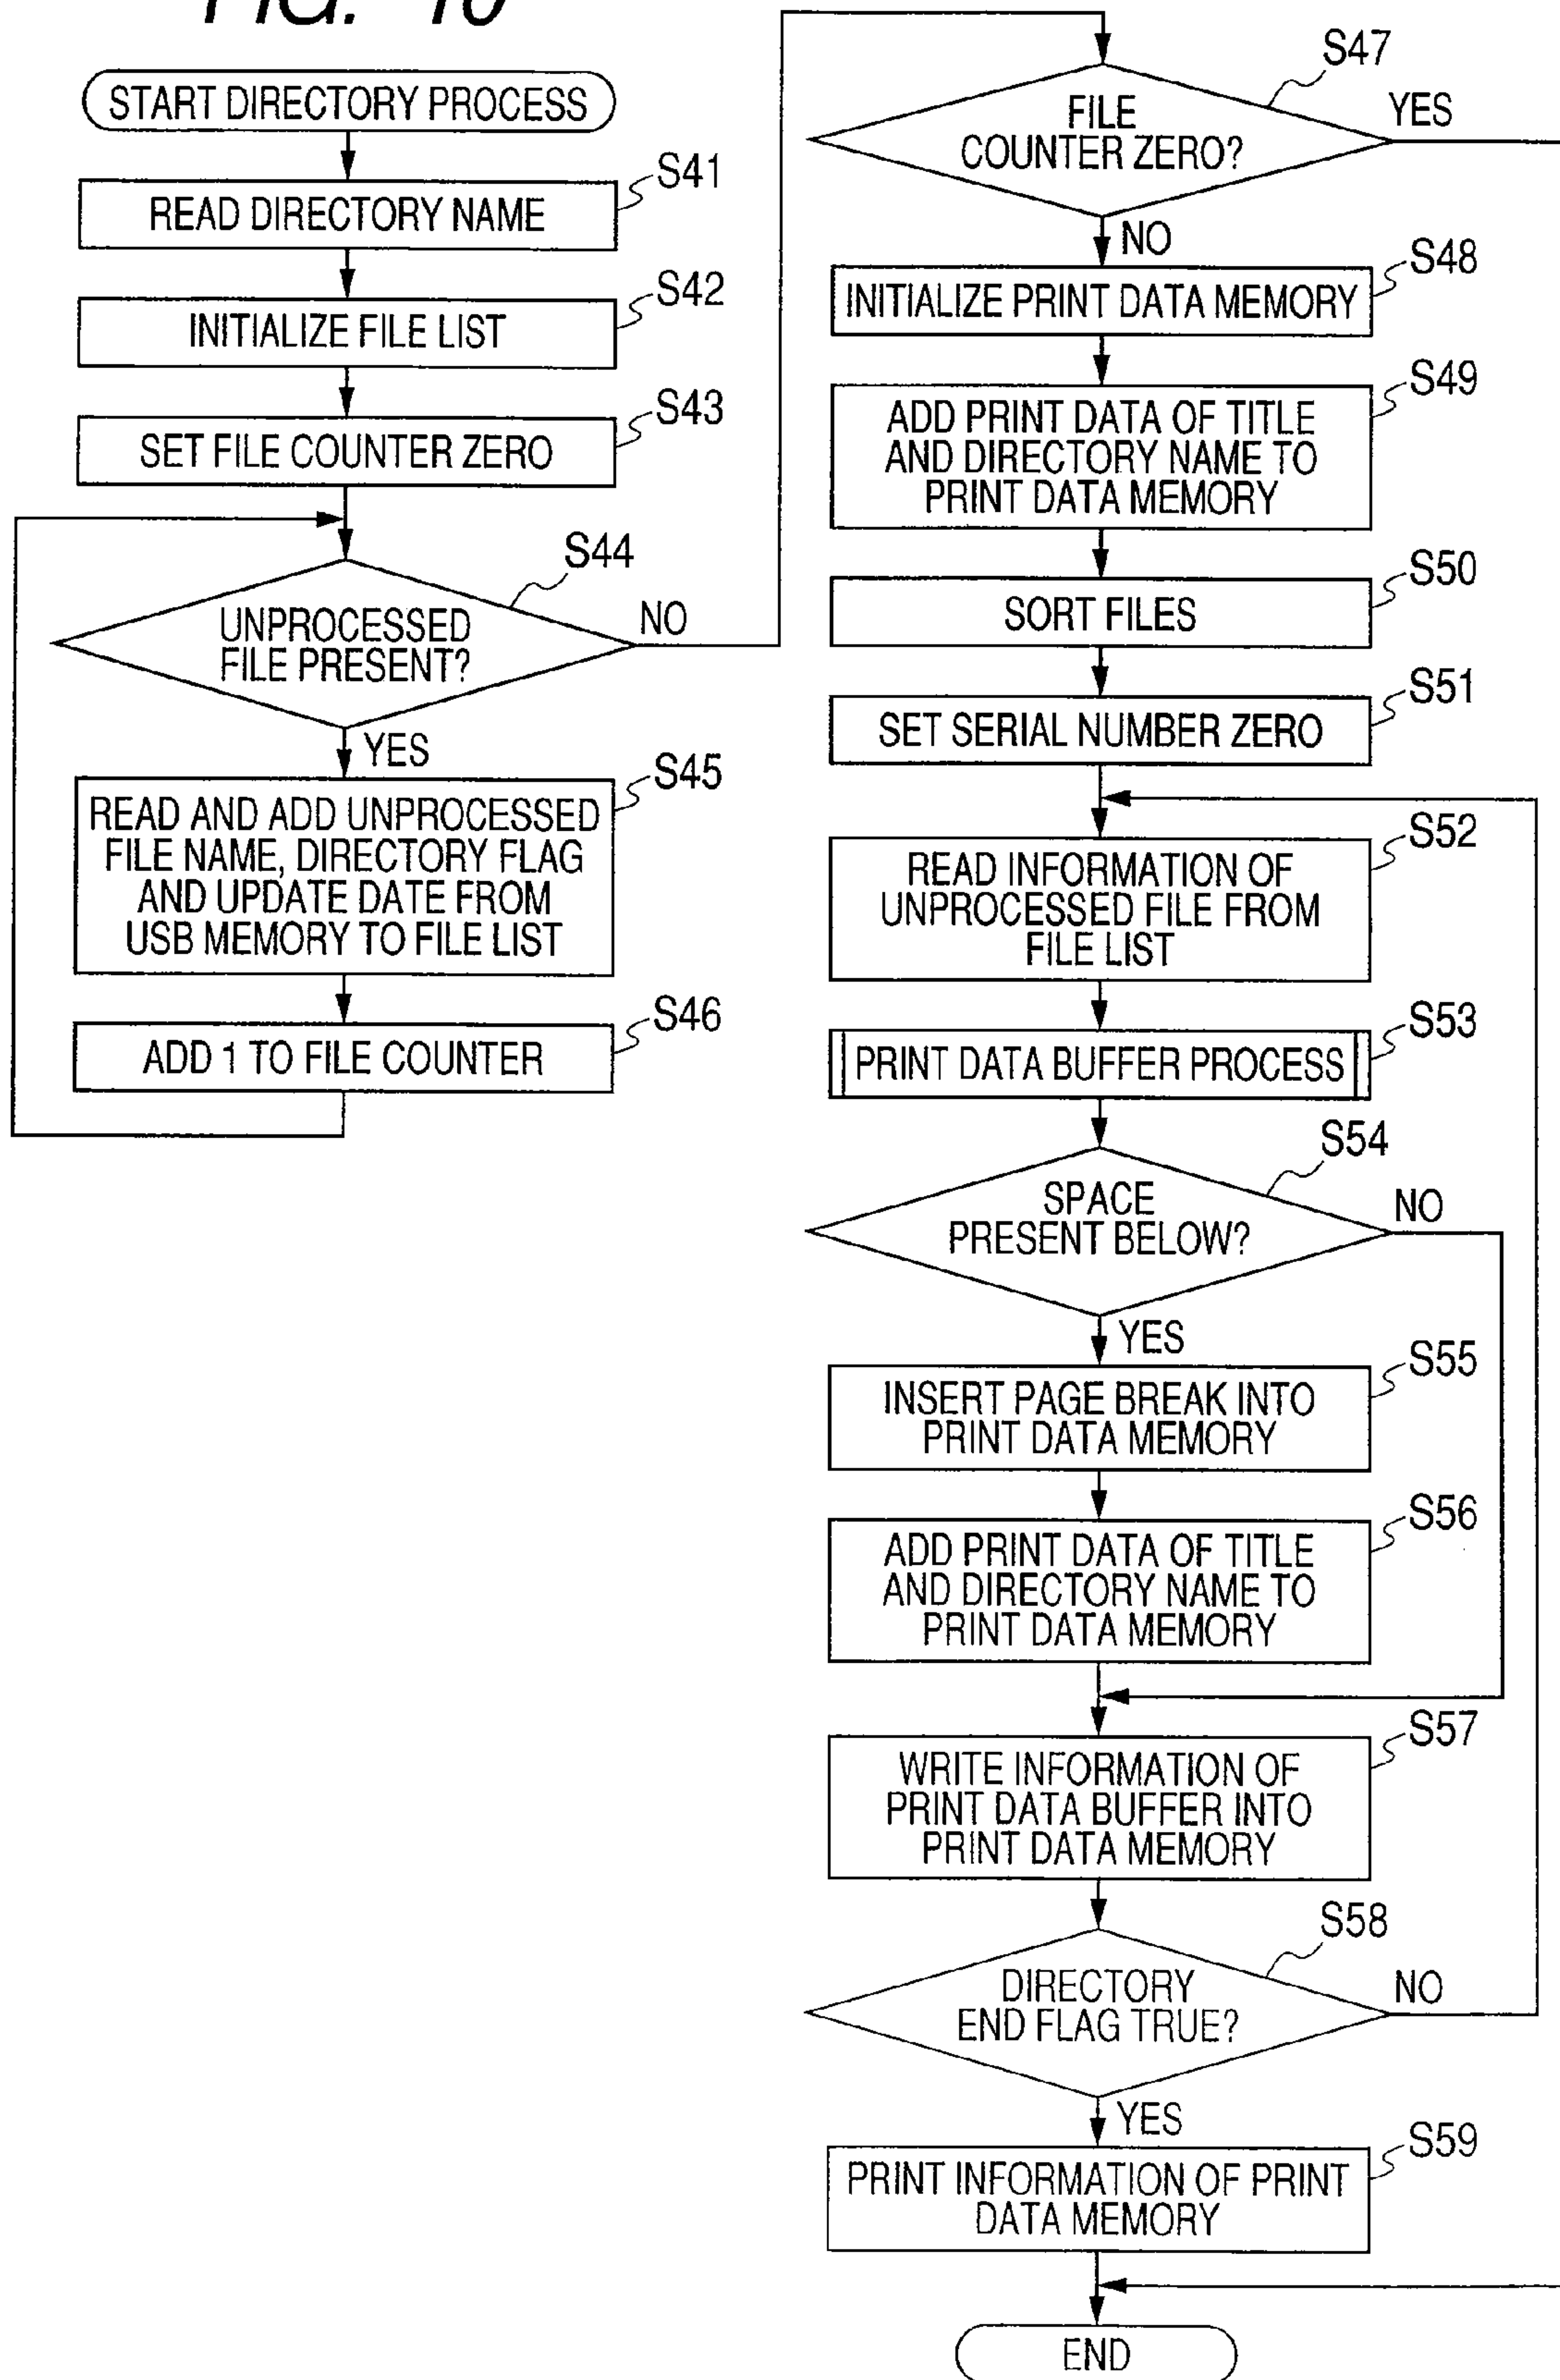 FIG. 10
START DIRECTORY PROCESS
S41
READ DIRECTORY NAME
S42
INITIALIZE FILE LIST
S43
SET FILE COUNTER ZERO
S44
UNPROCESSED
FILE PRESENT?
NO
YES
S45
READ AND ADD UNPROCESSED
FILE NAME, DIRECTORY FLAG
AND UPDATE DATE FROM
USB MEMORY TO FILE LIST
S46
ADD 1 TO FILE COUNTER
S47
FILE
COUNTER ZERO?
YES
NO
S48
INITIALIZE PRINT DATA MEMORY
S49
ADD PRINT DATA OF TITLE
AND DIRECTORY NAME TO
PRINT DATA MEMORY
S50
SORT FILES
S51
SET SERIAL NUMBER ZERO
S52
READ INFORMATION OF
UNPROCESSED FILE FROM
FILE LIST
S53
PRINT DATA BUFFER PROCESS
S54
SPACE
PRESENT BELOW?
NO
YES
S55
INSERT PAGE BREAK INTO
PRINT DATA MEMORY
S56
ADD PRINT DATA OF TITLE
AND DIRECTORY NAME TO
PRINT DATA MEMORY
S57
WRITE INFORMATION OF
PRINT DATA BUFFER INTO
PRINT DATA MEMORY
S58
DIRECTORY
END FLAG TRUE?
NO
YES
S59
PRINT INFORMATION OF PRINT
DATA MEMORY
END